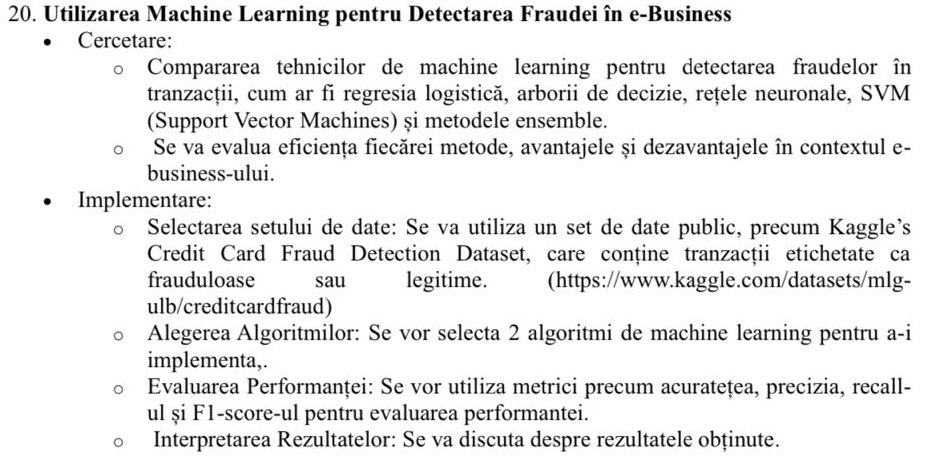 20. Utilizarea Machine Learning pentru Detectarea Fraudei în e-Business
• Cercetare:
o Compararea tehnicilor de machine learning pentru detectarea fraudelor în
tranzacții, cum ar fi regresia logistică, arborii de decizie, rețele neuronale, SVM
(Support Vector Machines) și metodele ensemble.
o Se va evalua eficiența fiecărei metode, avantajele și dezavantajele în contextul e-
business-ului.
• Implementare:
o Selectarea setului de date: Se va utiliza un set de date public, precum Kaggle’s
Credit Card Fraud Detection Dataset, care conține tranzacții etichetate ca
frauduloase sau legitime. (https://www.kaggle.com/datasets/mlg-
ulb/creditcardfraud)
o Alegerea Algoritmilor: Se vor selecta 2 algoritmi de machine learning pentru a-i
implementa,.
o Evaluarea Performanței: Se vor utiliza metrici precum acuratețea, precizia, recall-
ul și F1-score-ul pentru evaluarea performantei.
o Interpretarea Rezultatelor: Se va discuta despre rezultatele obținute.